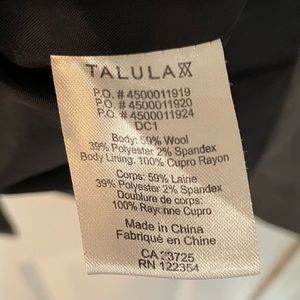 TALULA
P.O. #4500011919
P.O. #4500011920
P.O. #4500011924
DC1
Body: 59% Wool
39% Polyester 2% Spandex
Body Lining: 100% Cupro Rayon
Corps: 59% Laine
39% Polyester 2% Spandex
Doublure de corps:
100% Rayonne Cupro
Made in China
Fabriqué en Chine
CA 23725
RN 122354